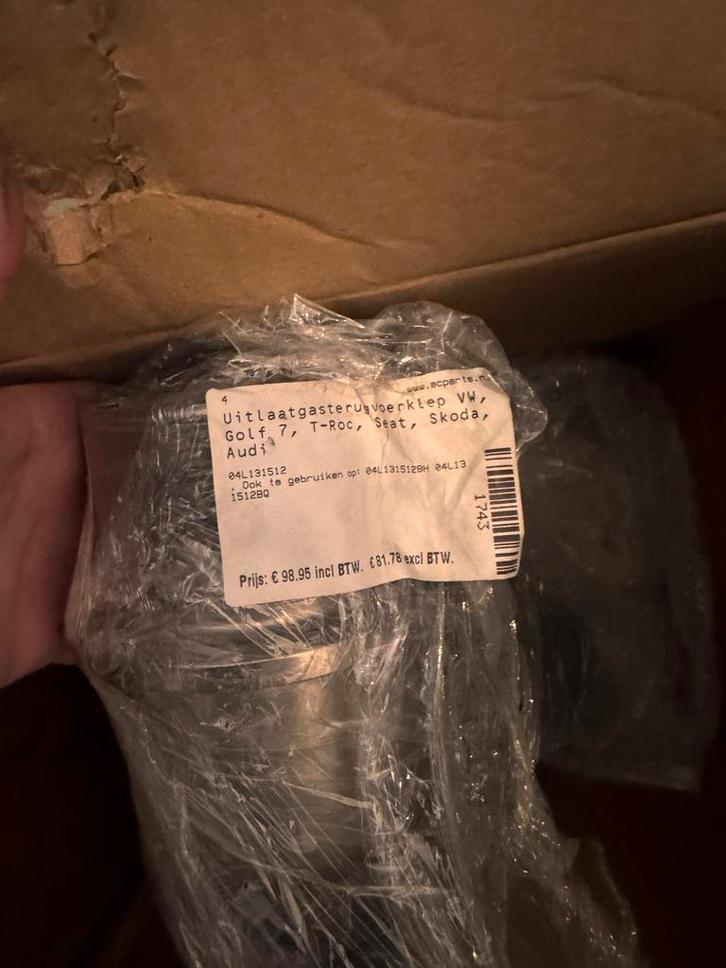 4
www.acparts.n
Uitlaatgasterugvoerklep VW,
Golf 7, T-Roc, Seat, Skoda,
Audi
04L131512
. Ook te gebruiken op: 04L131512BH 04L13
1512BQ
1743
Prijs: € 98.95 incl BTW. €81.78 excl BTW.